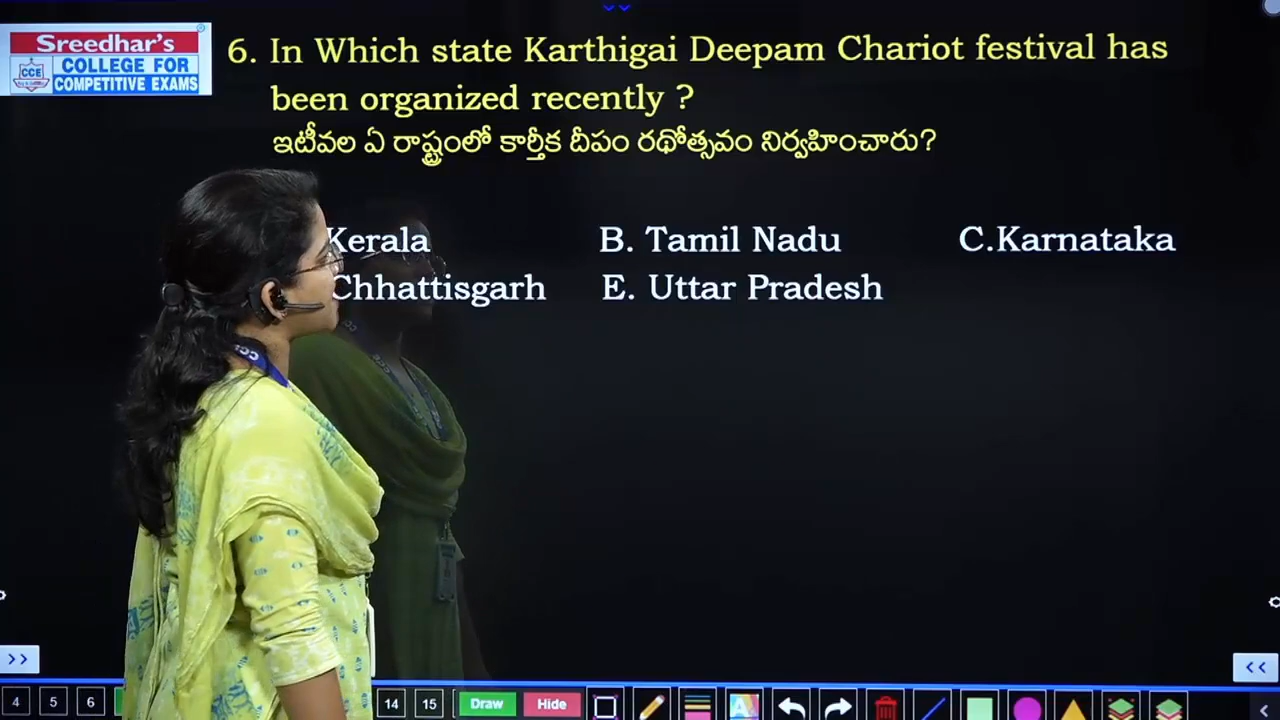 Sreedhar's
CCE
COLLEGE FOR
COMPETITIVE EXAMS
6. In Which state Karthigai Deepam Chariot festival has
been organized recently ?
ఇటీవల ఏ రాష్ట్రంలో కార్తీక దీపం రథోత్సవం నిర్వహించారు?
Kerala B. Tamil Nadu C.Karnataka
Chhattisgarh E. Uttar Pradesh
>> <<
4 5 6 14 15 Draw Hide